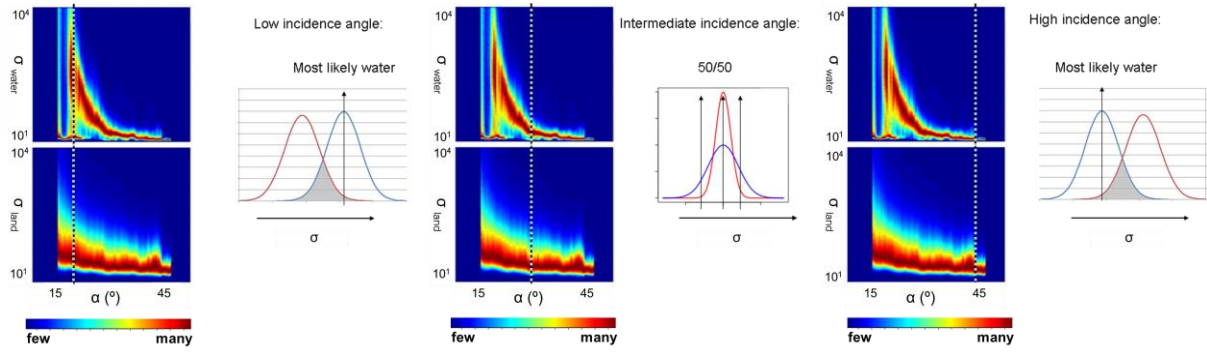 10⁴
σ water
10¹
10⁴
σ land
10¹
15 45
α (º)
few many
Low incidence angle:
Most likely water
σ
10⁴
σ water
10¹
10⁴
σ land
10¹
15 45
α (º)
few many
Intermediate incidence angle:
50/50
σ
10⁴
σ water
10¹
10⁴
σ land
10¹
15 45
α (º)
few many
High incidence angle:
Most likely water
σ